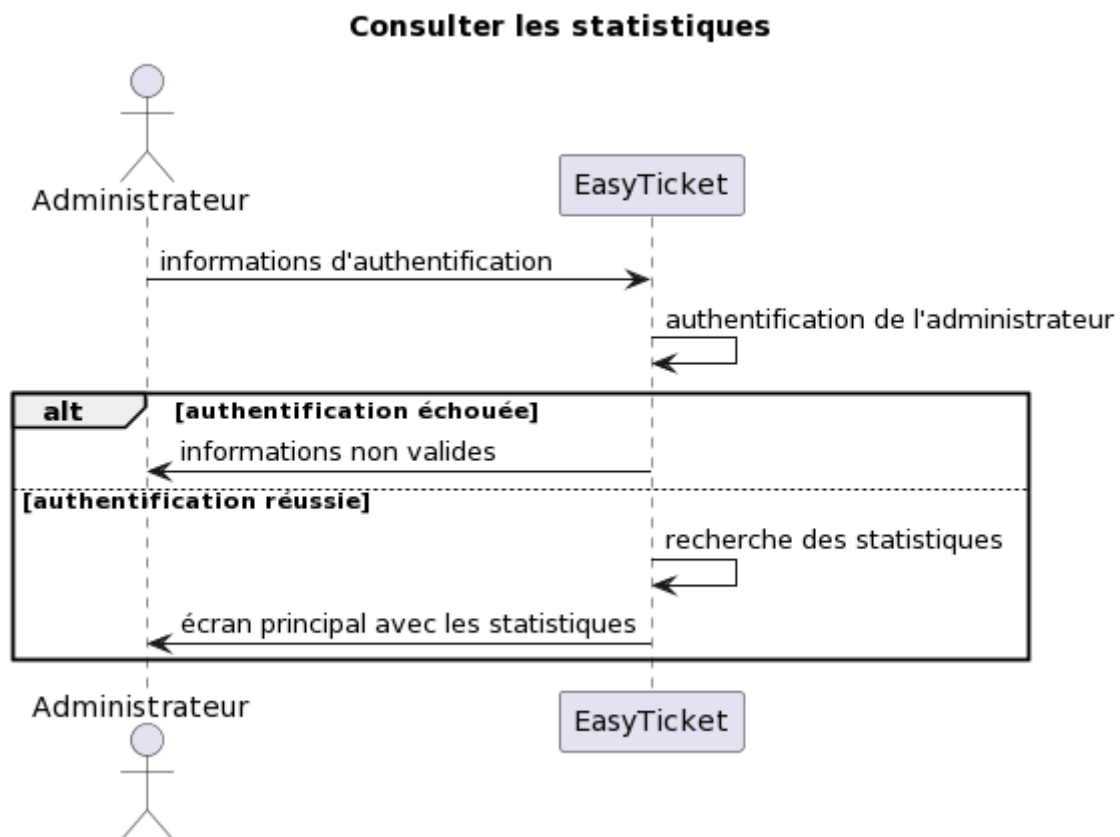 Consulter les statistiques
Administrateur
EasyTicket
informations d'authentification
authentification de l'administrateur
alt
[authentification échouée]
informations non valides
[authentification réussie]
recherche des statistiques
écran principal avec les statistiques
Administrateur
EasyTicket